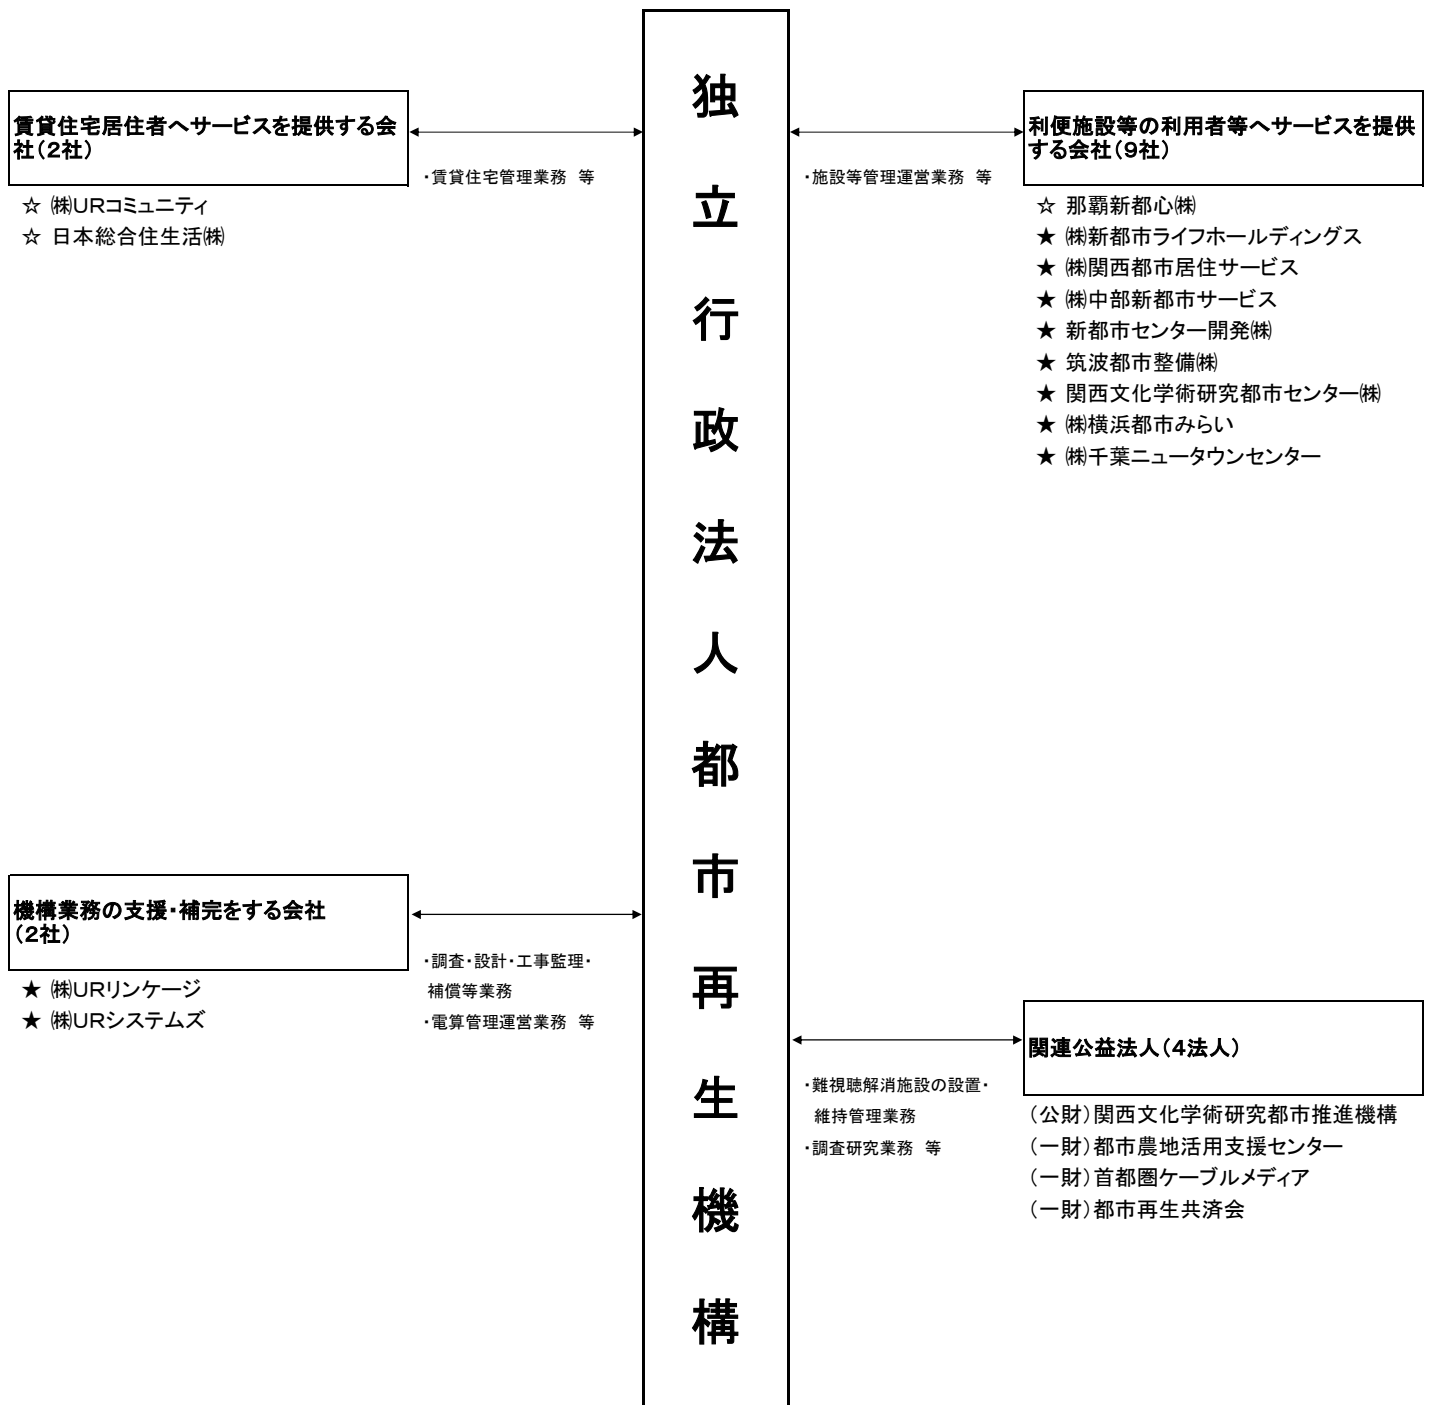 賃貸住宅居住者へサービスを提供する会
社(2社)
☆ ㈱URコミュニティ
☆ 日本総合住生活㈱
・賃貸住宅管理業務 等
機構業務の支援・補完をする会社
(2社)
★ ㈱URリンケージ
★ ㈱URシステムズ
・調査・設計・工事監理・
補償等業務
・電算管理運営業務 等
独
立
行
政
法
人
都
市
再
生
機
構
・施設等管理運営業務 等
利便施設等の利用者等へサービスを提供
する会社(9社)
☆ 那覇新都心㈱
★ ㈱新都市ライフホールディングス
★ ㈱関西都市居住サービス
★ ㈱中部新都市サービス
★ 新都市センター開発㈱
★ 筑波都市整備㈱
★ 関西文化学術研究都市センター㈱
★ ㈱横浜都市みらい
★ ㈱千葉ニュータウンセンター
・難視聴解消施設の設置・
維持管理業務
・調査研究業務 等
関連公益法人(4法人)
(公財)関西文化学術研究都市推進機構
(一財)都市農地活用支援センター
(一財)首都圏ケーブルメディア
(一財)都市再生共済会